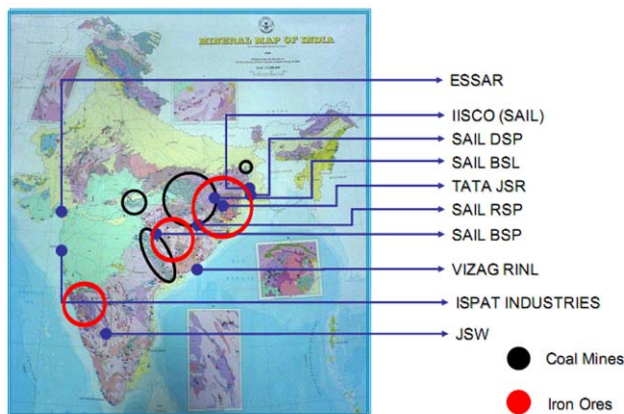 MINERAL MAP OF INDIA
ESSAR
IISCO (SAIL)
SAIL DSP
SAIL BSL
TATA JSR
SAIL RSP
SAIL BSP
VIZAG RINL
ISPAT INDUSTRIES
JSW
Coal Mines
Iron Ores